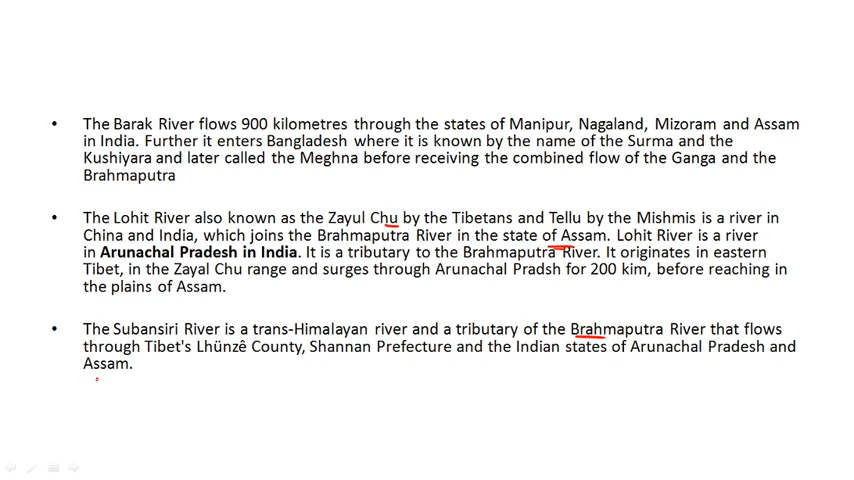 • The Barak River flows 900 kilometres through the states of Manipur, Nagaland, Mizoram and Assam
in India. Further it enters Bangladesh where it is known by the name of the Surma and the
Kushiyara and later called the Meghna before receiving the combined flow of the Ganga and the
Brahmaputra
• The Lohit River also known as the Zayul Chu by the Tibetans and Tellu by the Mishmis is a river in
China and India, which joins the Brahmaputra River in the state of Assam. Lohit River is a river
in Arunachal Pradesh in India. It is a tributary to the Brahmaputra River. It originates in eastern
Tibet, in the Zayal Chu range and surges through Arunachal Pradsh for 200 kim, before reaching in
the plains of Assam.
• The Subansiri River is a trans-Himalayan river and a tributary of the Brahmaputra River that flows
through Tibet's Lhünzê County, Shannan Prefecture and the Indian states of Arunachal Pradesh and
Assam.